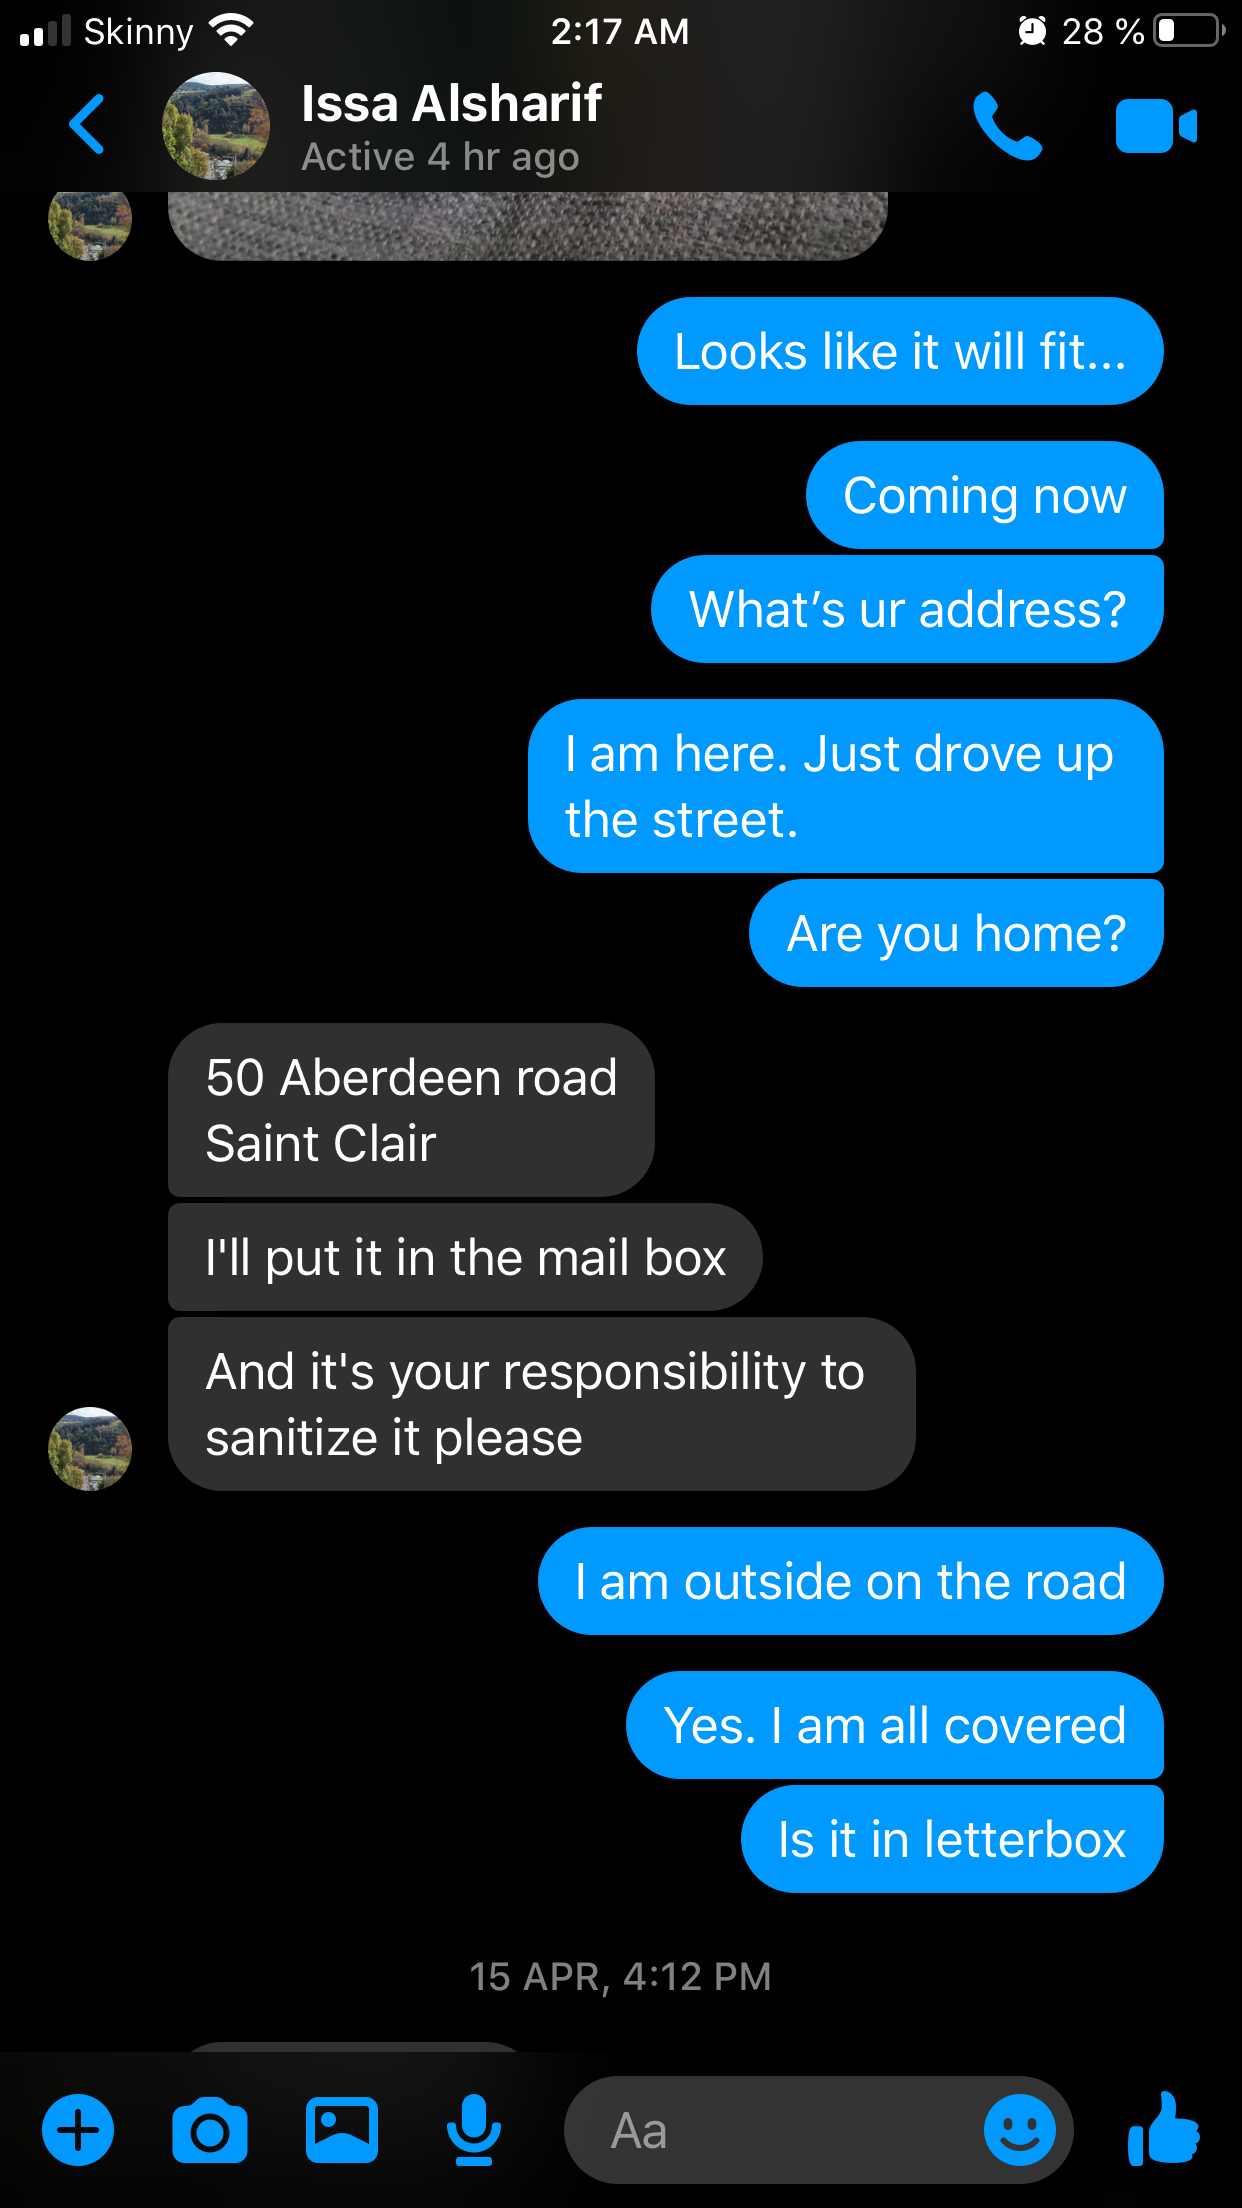 Skinny 2:17 AM 28 %
Issa Alsharif
Active 4 hr ago
Looks like it will fit...
Coming now
What's ur address?
I am here. Just drove up
the street.
Are you home?
50 Aberdeen road
Saint Clair
I'll put it in the mail box
And it's your responsibility to
sanitize it please
I am outside on the road
Yes. I am all covered
Is it in letterbox
15 APR, 4:12 PM
Aa